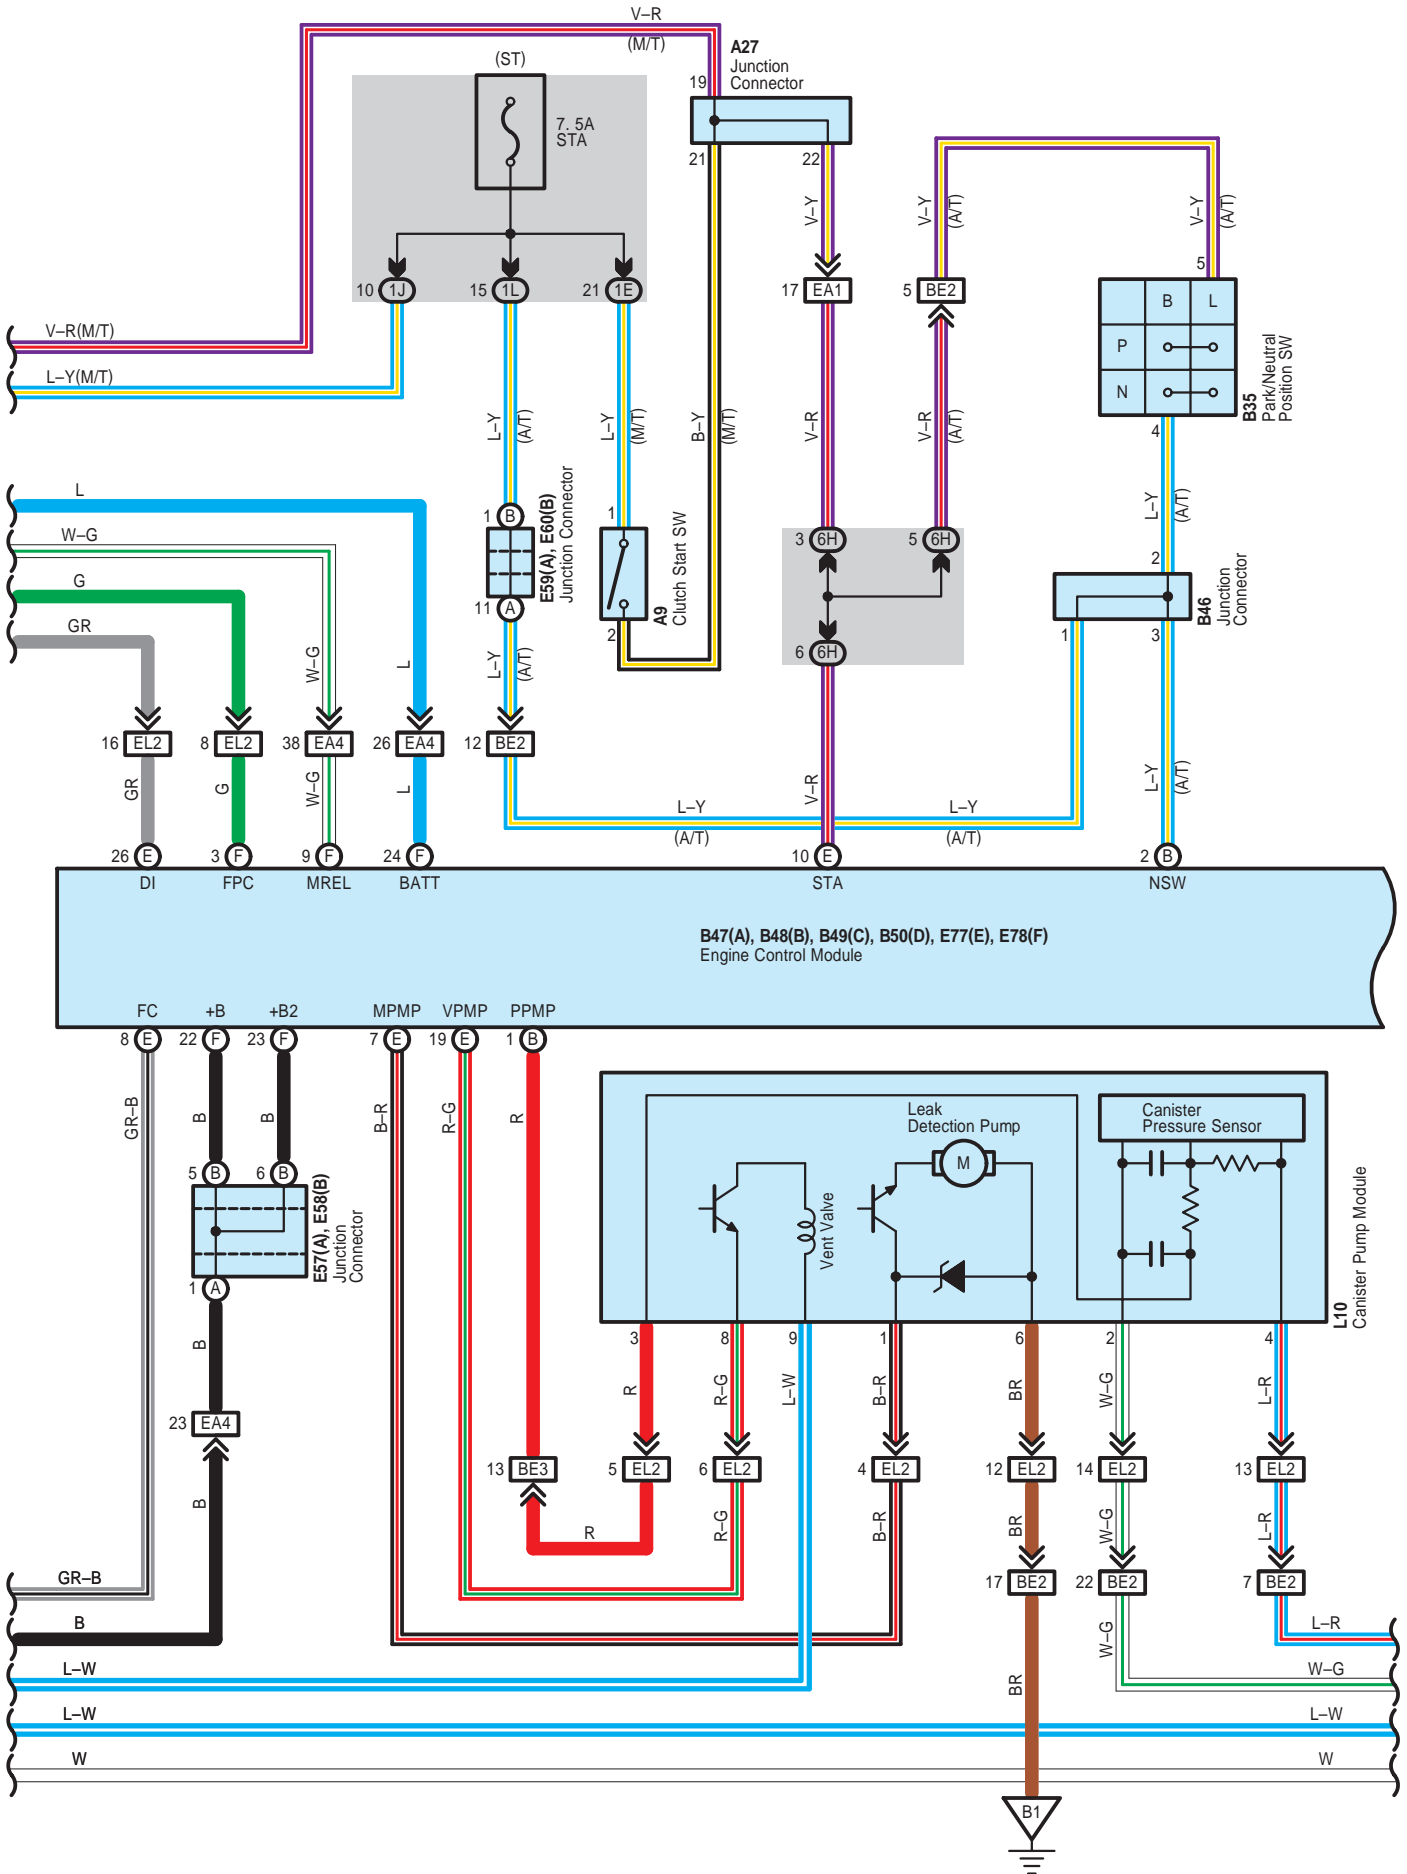 V–R
(M/T)
A27
Junction
Connector
(ST)
19
7. 5A
STA
21
22
V–Y
V–Y
(A/T)
V–Y
(A/T)
5
10 1J
15 1L
21 1E
17 EA1
5 BE2
B L
P
N
B35
Park/Neutral
Position SW
V–R(M/T)
L–Y(M/T)
L–Y
(A/T)
L–Y
(M/T)
B–Y
(M/T)
V–R
V–R
(A/T)
4
L
W–G
G
GR
1 B
E59(A), E60(B)
Junction Connector
11 A
1
A9
Clutch Start SW
2
3 6H
5 6H
6 6H
L–Y
(A/T)
2
B46
Junction
Connector
1
3
W–G
L
L–Y
(A/T)
16 EL2
8 EL2
38 EA4
26 EA4
12 BE2
GR
G
W–G
L
V–R
L–Y
(A/T)
L–Y
(A/T)
L–Y
(A/T)
26 E
3 F
9 F
24 F
10 E
2 B
DI
FPC
MREL
BATT
STA
NSW
B47(A), B48(B), B49(C), B50(D), E77(E), E78(F)
Engine Control Module
FC
+B
+B2
MPMP
VPMP
PPMP
8 E
22 F
23 F
7 E
19 E
1 B
GR–B
B
B
B–R
R–G
R
Leak
Detection Pump
M
Canister
Pressure Sensor
Vent Valve
L10
Canister Pump Module
5 B
6 B
E57(A), E58(B)
Junction
Connector
1 A
3
8
9
1
6
2
4
B
R
R–G
L–W
B–R
BR
W–G
L–R
23 EA4
13 BE3
5 EL2
6 EL2
4 EL2
12 EL2
14 EL2
13 EL2
B
R
R–G
B–R
BR
W–G
L–R
17 BE2
22 BE2
7 BE2
GR–B
B
L–W
L–W
W
BR
W–G
L–R
W–G
L–W
W
B1